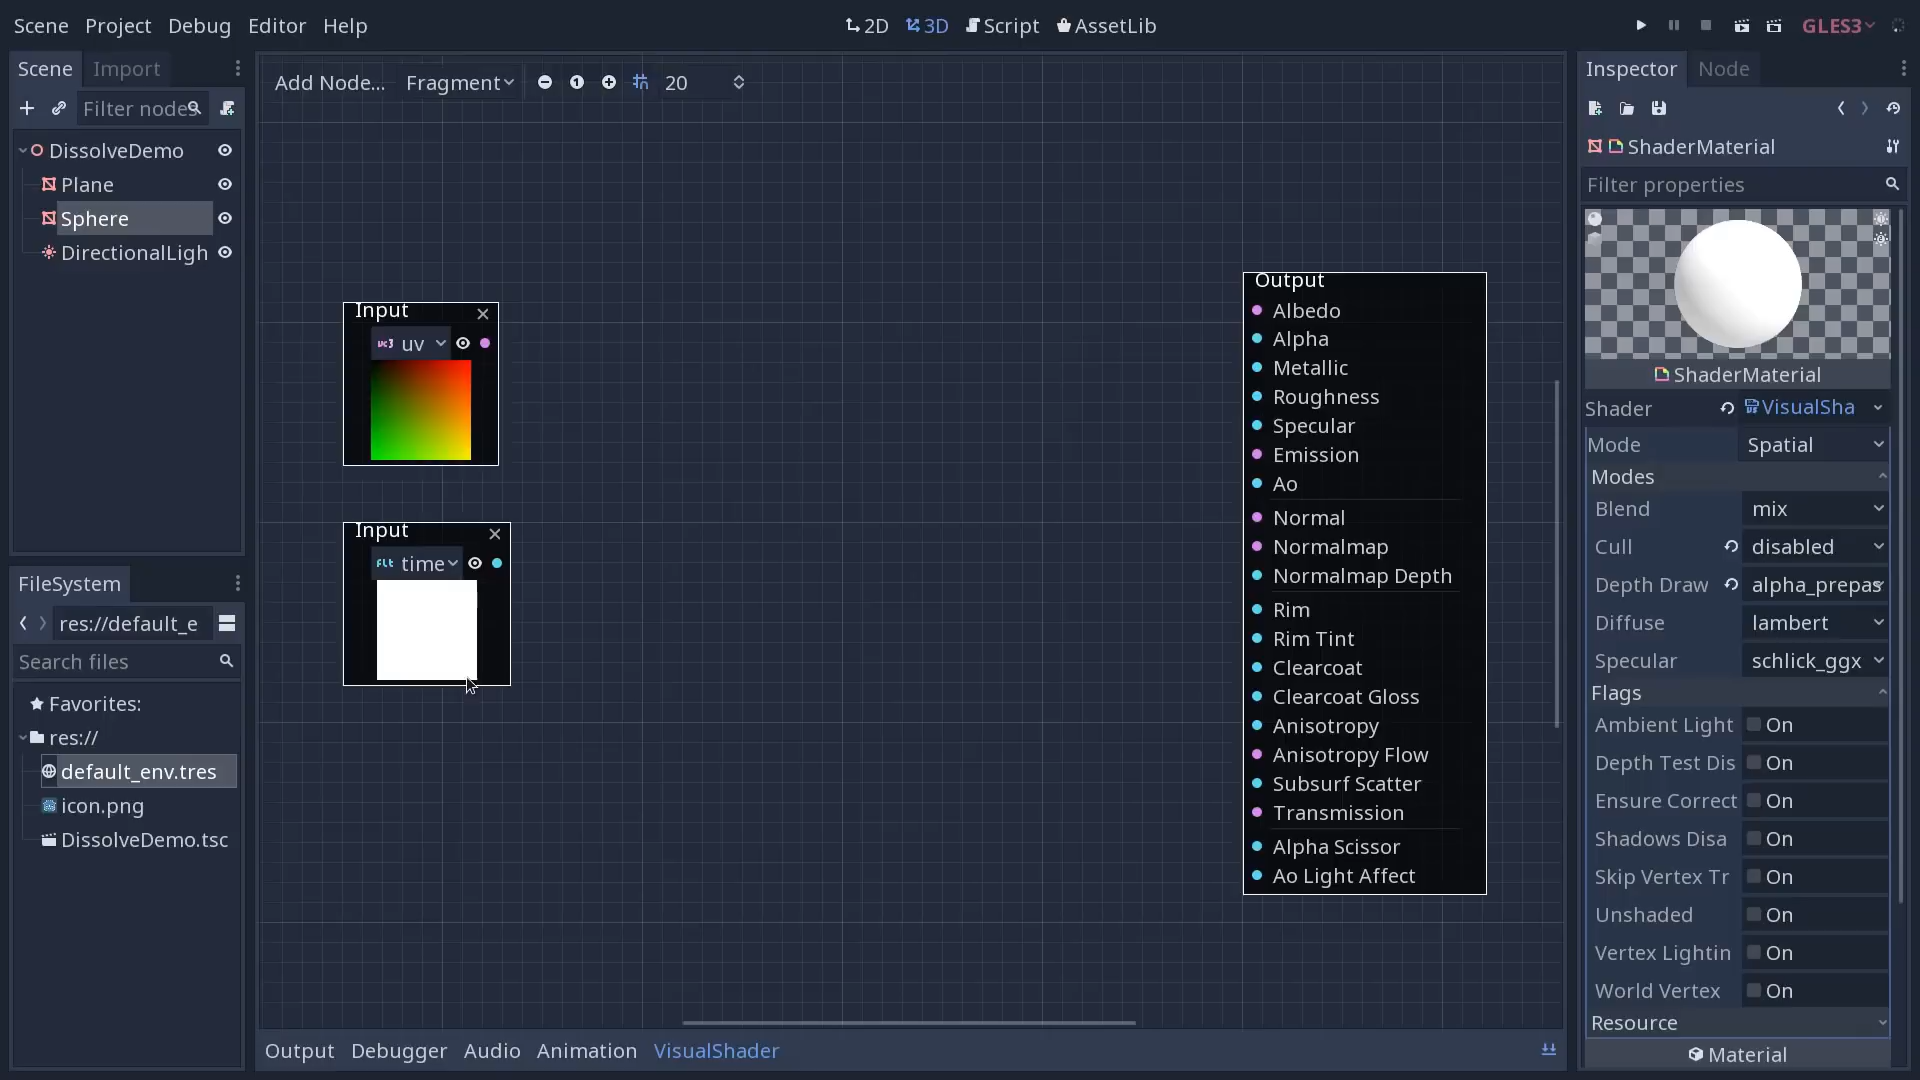 Scene Project Debug Editor Help
2D 3D Script AssetLib
GLES3
Scene Import
Filter nodes
DissolveDemo
Plane
Sphere
DirectionalLigh
FileSystem
res://default_e
Search files
Favorites:
res://
default_env.tres
icon.png
DissolveDemo.tsc
Add Node... Fragment 1 20
Input
vc3 uv
Input
flt time
Output
Albedo
Alpha
Metallic
Roughness
Specular
Emission
Ao
Normal
Normalmap
Normalmap Depth
Rim
Rim Tint
Clearcoat
Clearcoat Gloss
Anisotropy
Anisotropy Flow
Subsurf Scatter
Transmission
Alpha Scissor
Ao Light Affect
Output Debugger Audio Animation VisualShader
Inspector Node
ShaderMaterial
Filter properties
ShaderMaterial
Shader VisualSha
Mode Spatial
Modes
Blend mix
Cull disabled
Depth Draw alpha_prepas
Diffuse lambert
Specular schlick_ggx
Flags
Ambient Light On
Depth Test Dis On
Ensure Correct On
Shadows Disa On
Skip Vertex Tr On
Unshaded On
Vertex Lightin On
World Vertex On
Resource
Material